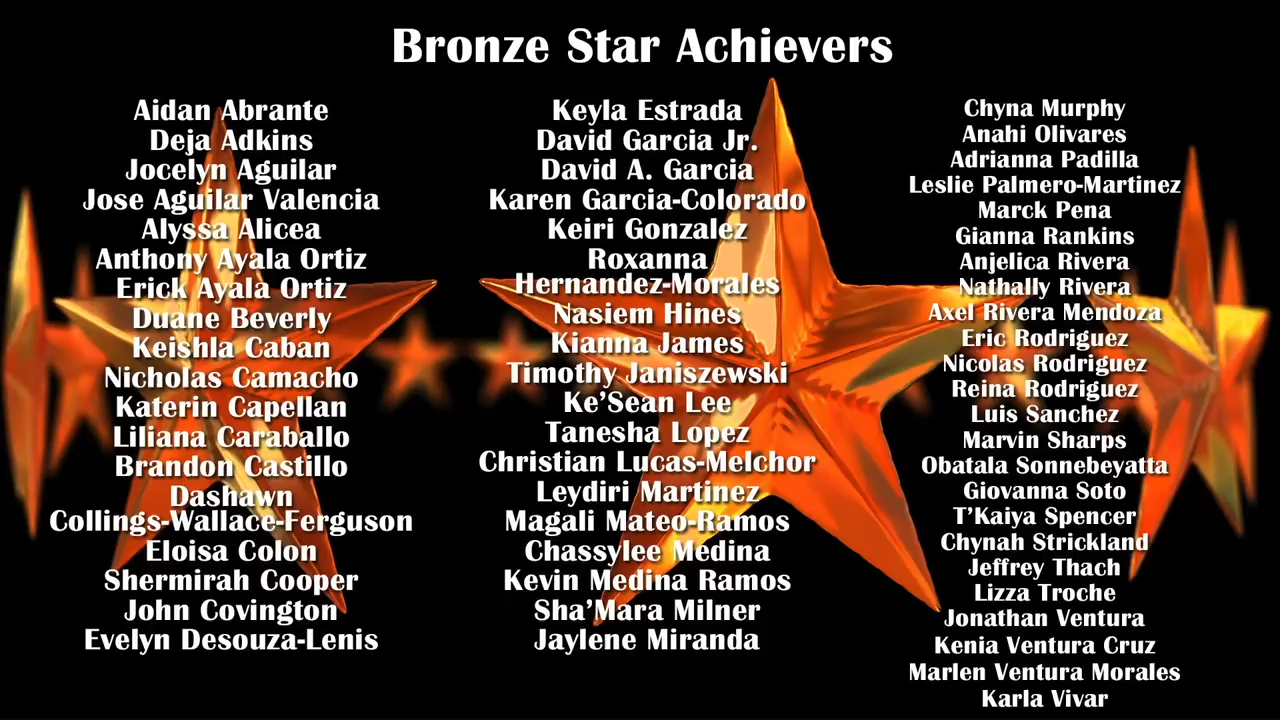 Bronze Star Achievers
Aidan Abrante
Deja Adkins
Jocelyn Aguilar
Jose Aguilar Valencia
Alyssa Alicea
Anthony Ayala Ortiz
Erick Ayala Ortiz
Duane Beverly
Keishla Caban
Nicholas Camacho
Katerin Capellan
Liliana Caraballo
Brandon Castillo
Dashawn
Collings-Wallace-Ferguson
Eloisa Colon
Shermirah Cooper
John Covington
Evelyn Desouza-Lenis
Keyla Estrada
David Garcia Jr.
David A. Garcia
Karen Garcia-Colorado
Keiri Gonzalez
Roxanna
Hernandez-Morales
Nasiem Hines
Kianna James
Timothy Janiszewski
Ke’Sean Lee
Tanesha Lopez
Christian Lucas-Melchor
Leydiri Martinez
Magali Mateo-Ramos
Chassylee Medina
Kevin Medina Ramos
Sha’Mara Milner
Jaylene Miranda
Chyna Murphy
Anahi Olivares
Adrianna Padilla
Leslie Palmero-Martinez
Marck Pena
Gianna Rankins
Anjelica Rivera
Nathally Rivera
Axel Rivera Mendoza
Eric Rodriguez
Nicolas Rodriguez
Reina Rodriguez
Luis Sanchez
Marvin Sharps
Obatala Sonnebeyatta
Giovanna Soto
T’Kaiya Spencer
Chynah Strickland
Jeffrey Thach
Lizza Troche
Jonathan Ventura
Kenia Ventura Cruz
Marlen Ventura Morales
Karla Vivar